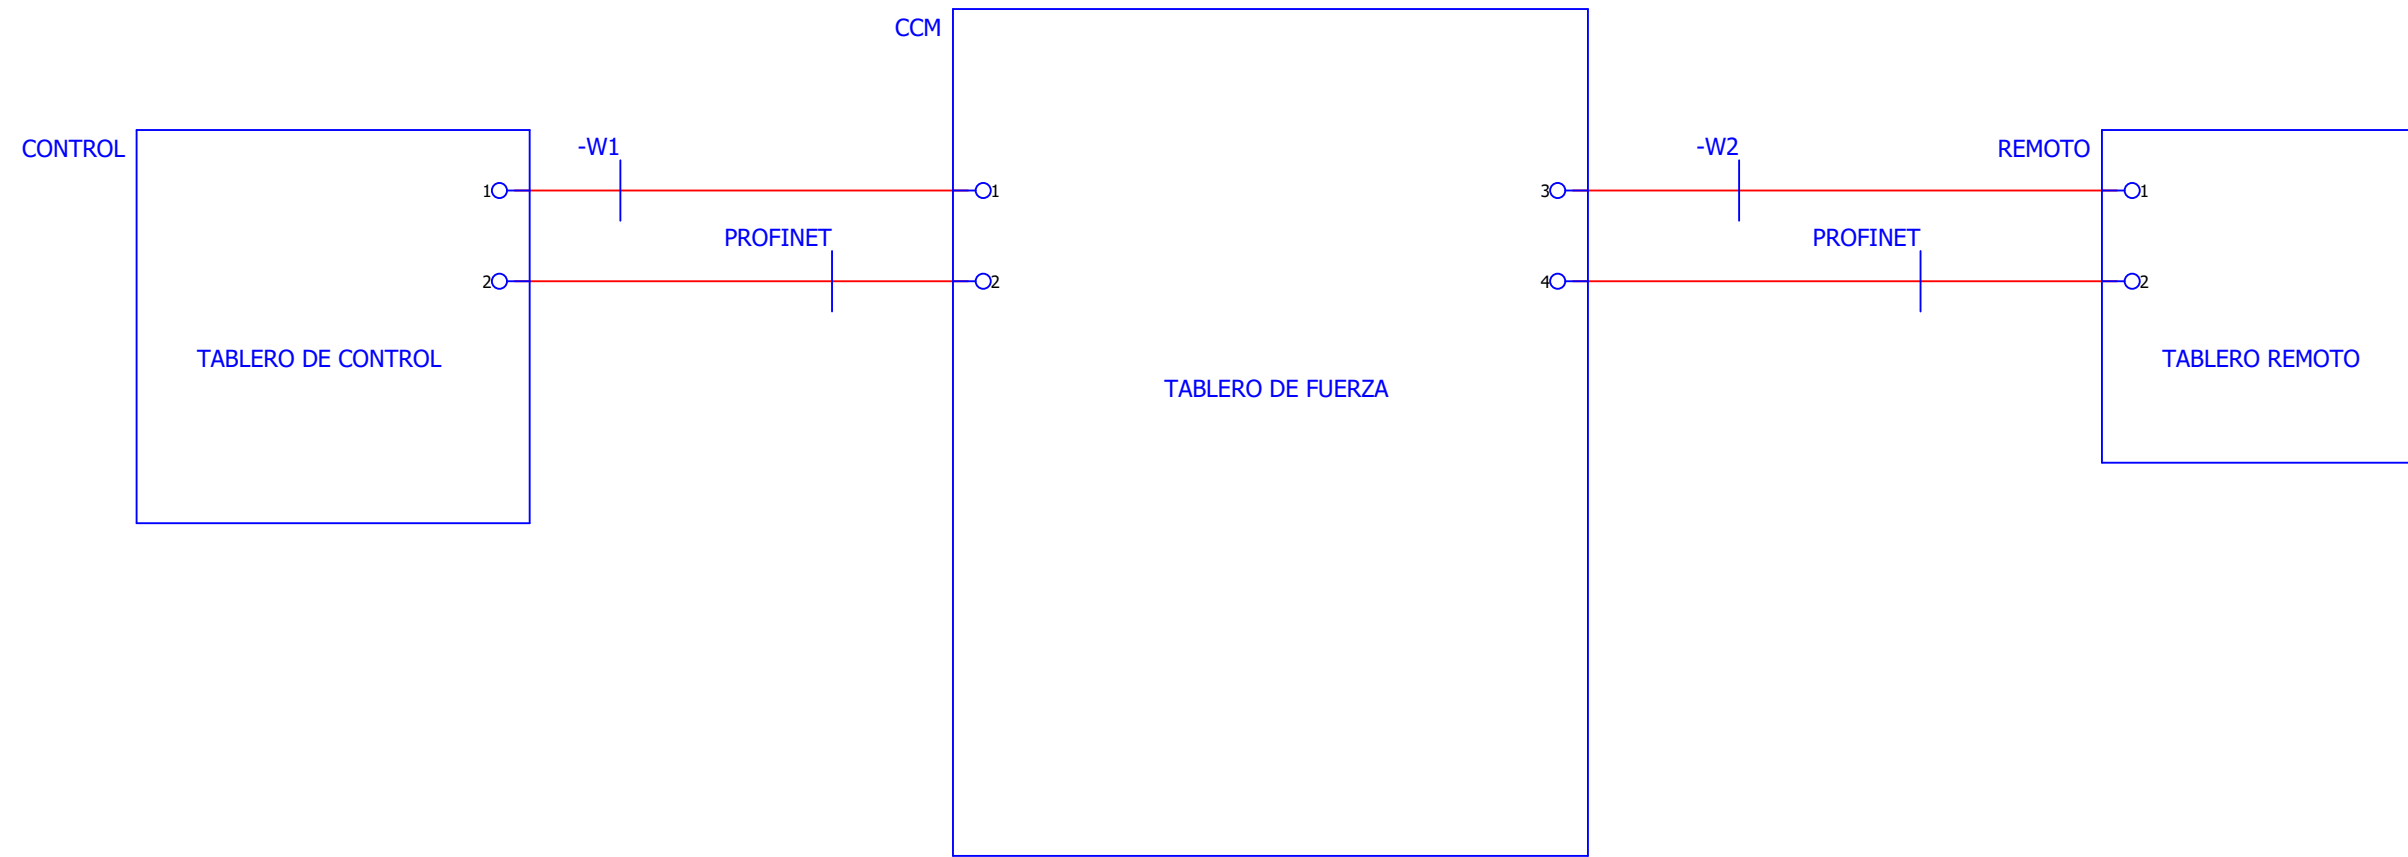 CCM
CONTROL
-W1
-W2
REMOTO
1
1
3
1
PROFINET
PROFINET
2
2
4
2
TABLERO DE CONTROL
TABLERO REMOTO
TABLERO DE FUERZA